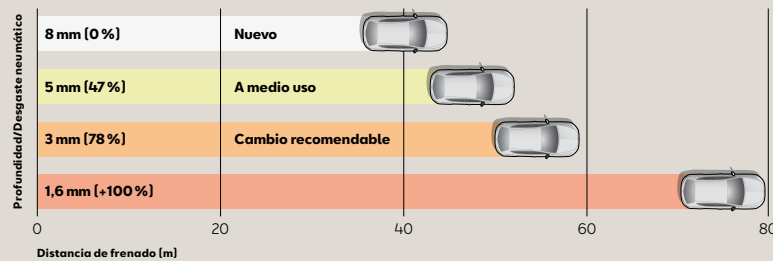 Profundidad/Desgaste neumático
8 mm (0 %) Nuevo
5 mm (47 %) A medio uso
3 mm (78 %) Cambio recomendable
1,6 mm (+100 %)
0 20 40 60 80
Distancia de frenado (m)